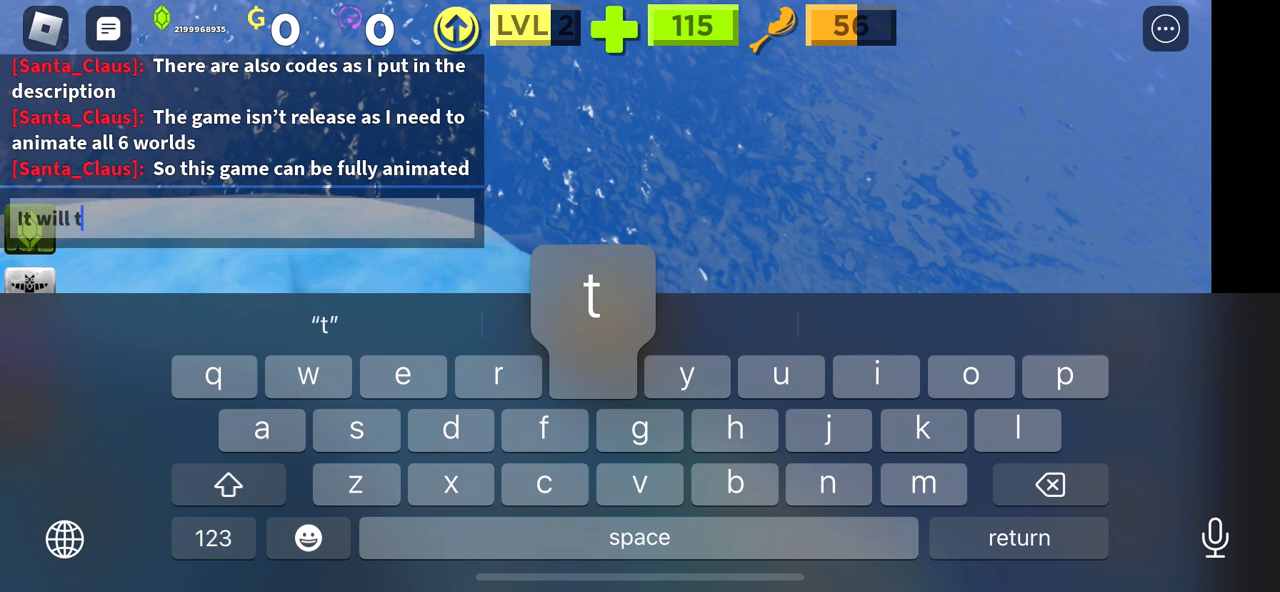 2199968935 0 0 LVL 2 115 56
[Santa_Claus]: There are also codes as I put in the
description
[Santa_Claus]: The game isn't release as I need to
animate all 6 worlds
[Santa_Claus]: So this game can be fully animated
It will t
t
“t”
q w e r y u i o p
a s d f g h j k l
z x c v b n m
123 space return